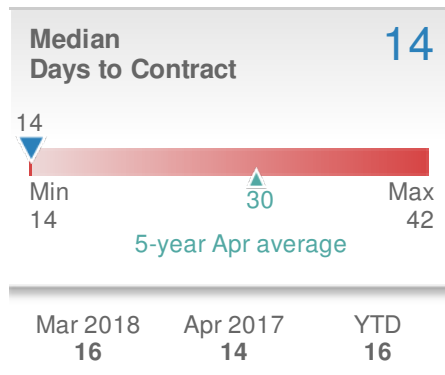 Median
Days to Contract
14
14
Min
14
30
Max
42
5-year Apr average
Mar 2018
16
Apr 2017
14
YTD
16